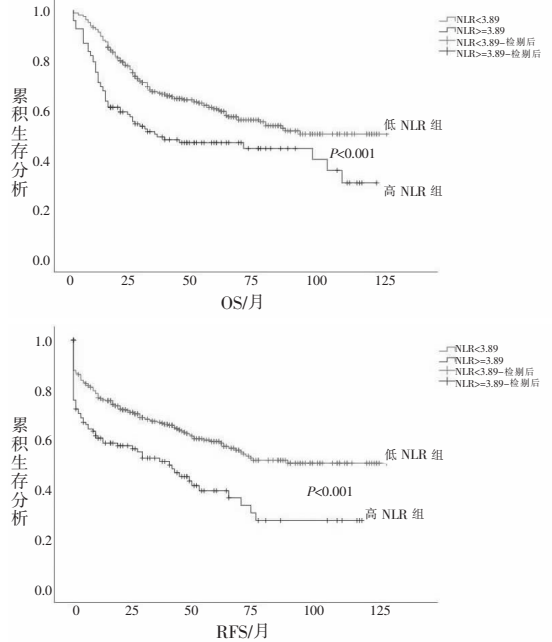 1.0
0.8
0.6
0.4
0.2
0.0
累积生存分析
0 25 50 75 100 125
OS/月
NLR<3.89
NLR>=3.89
NLR<3.89-检剔后
NLR>=3.89-检剔后
低 NLR 组
P<0.001
高 NLR 组
1.0
0.8
0.6
0.4
0.2
0.0
累积生存分析
0 25 50 75 100 125
RFS/月
NLR<3.89
NLR>=3.89
NLR<3.89-检剔后
NLR>=3.89-检剔后
低 NLR 组
P<0.001
高 NLR 组